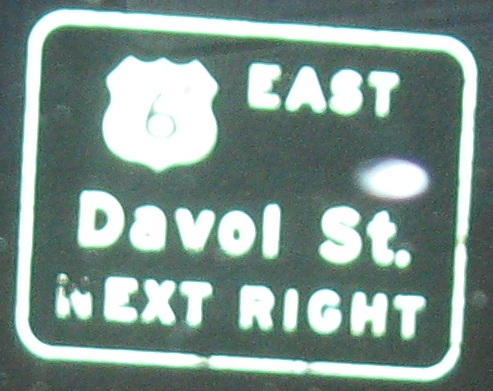 6 EAST
Davol St.
NEXT RIGHT